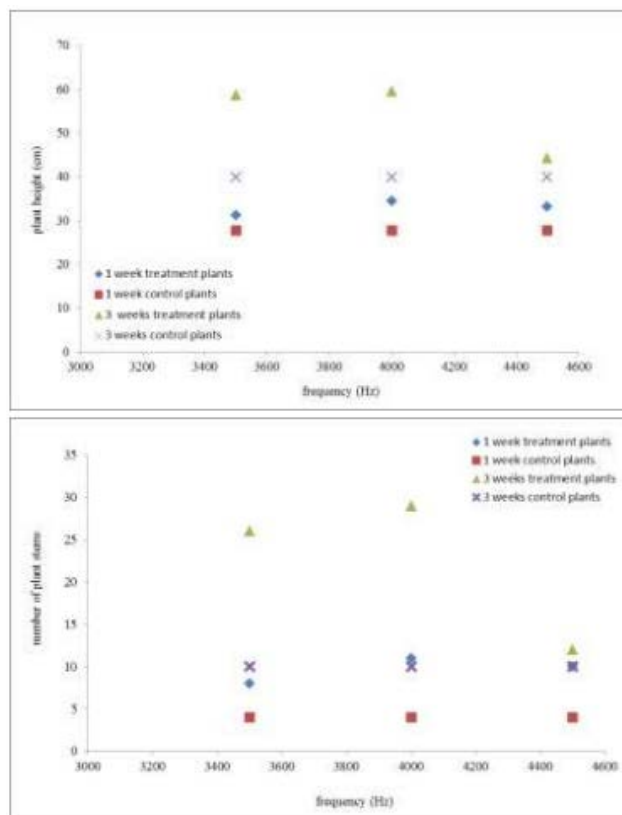 70
60
50
40
30
20
10
0
plant height (cm)
1 week treatment plants
1 week control plants
3 weeks treatment plants
3 weeks control plants
3000 3200 3400 3600 3800 4000 4200 4400 4600
frequency (Hz)
1 week treatment plants
1 week control plants
3 weeks treatment plants
3 weeks control plants
35
30
25
20
15
10
5
0
number of plant
3000 3200 3400 3600 3800 4000 4200 4400 4600
frequency (Hz)